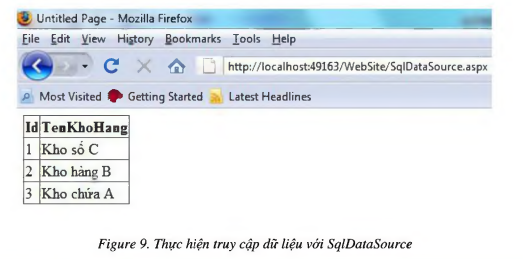 Untitled Page - Mozilla Firefox
File Edit View History Bookmarks Tools Help
http://localhost:49163/WebSite/SqlDataSource.aspx
Most Visited Getting Started Latest Headlines
Id TenKhoHang
1 Kho số C
2 Kho hàng B
3 Kho chứa A
Figure 9. Thực hiện truy cập dữ liệu với SqlDataSource